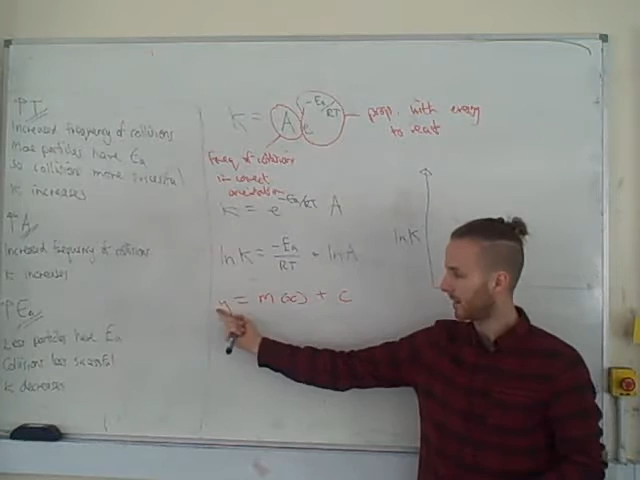 ↑T
Increased frequency of collisions
More particles have Ea
so collisions more successful
K increases
↑A
Increased frequency of collisions
K increases
↑Ea
Less particles have Ea
Collisions less successful
K decreases
K = A e^-Ea/RT
prop. with energy
to react
Freq of collisions
in correct
orientation
K = e^-Ea/RT A
ln K = -Ea/RT + ln A
y = m(x) + c
ln K